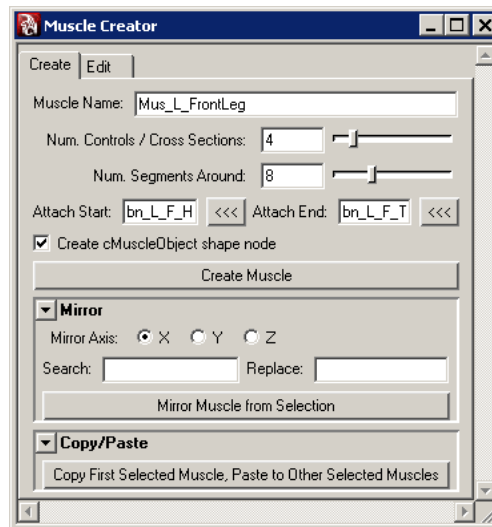 Muscle Creator
Create Edit
Muscle Name: Mus_L_FrontLeg
Num. Controls / Cross Sections: 4
Num. Segments Around: 8
Attach Start: bn_L_F_H <<< Attach End: bn_L_F_T <<<
Create cMuscleObject shape node
Create Muscle
Mirror
Mirror Axis: X Y Z
Search: Replace:
Mirror Muscle from Selection
Copy/Paste
Copy First Selected Muscle, Paste to Other Selected Muscles